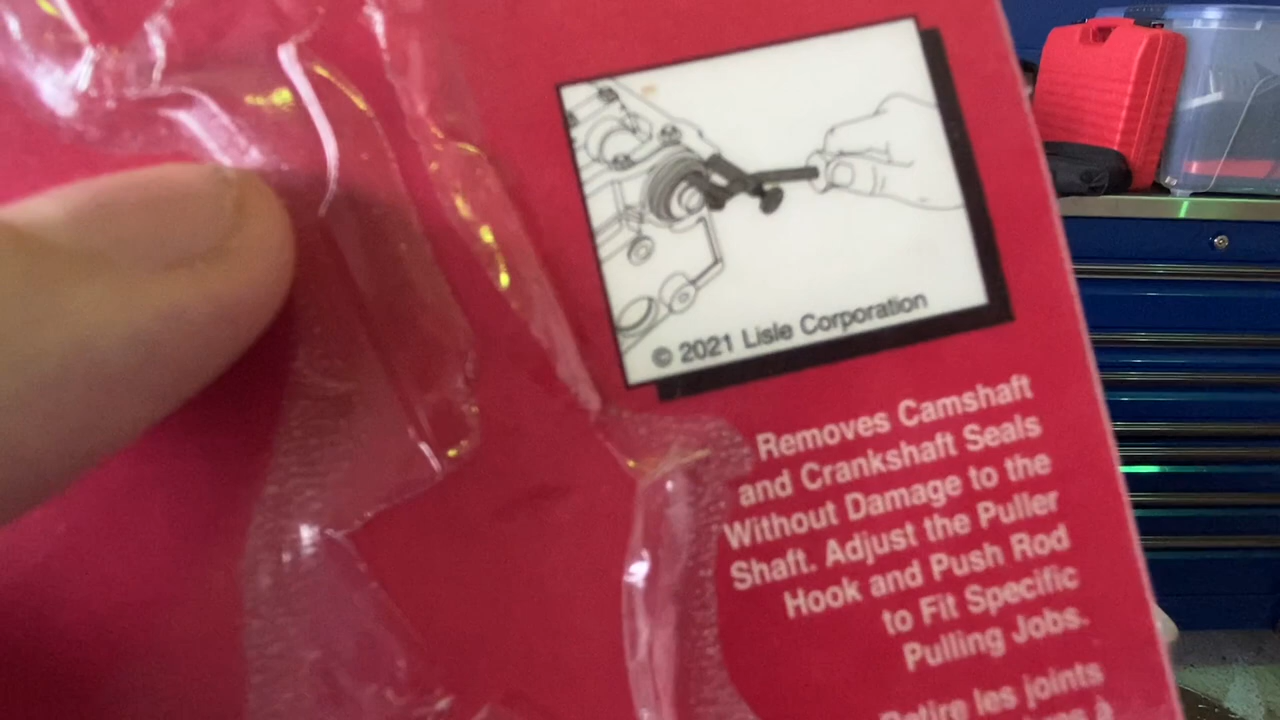 © 2021 Lisle Corporation
Removes Camshaft
and Crankshaft Seals
Without Damage to the
Shaft. Adjust the Puller
Hook and Push Rod
to Fit Specific
Pulling Jobs.
Retire les joints
à